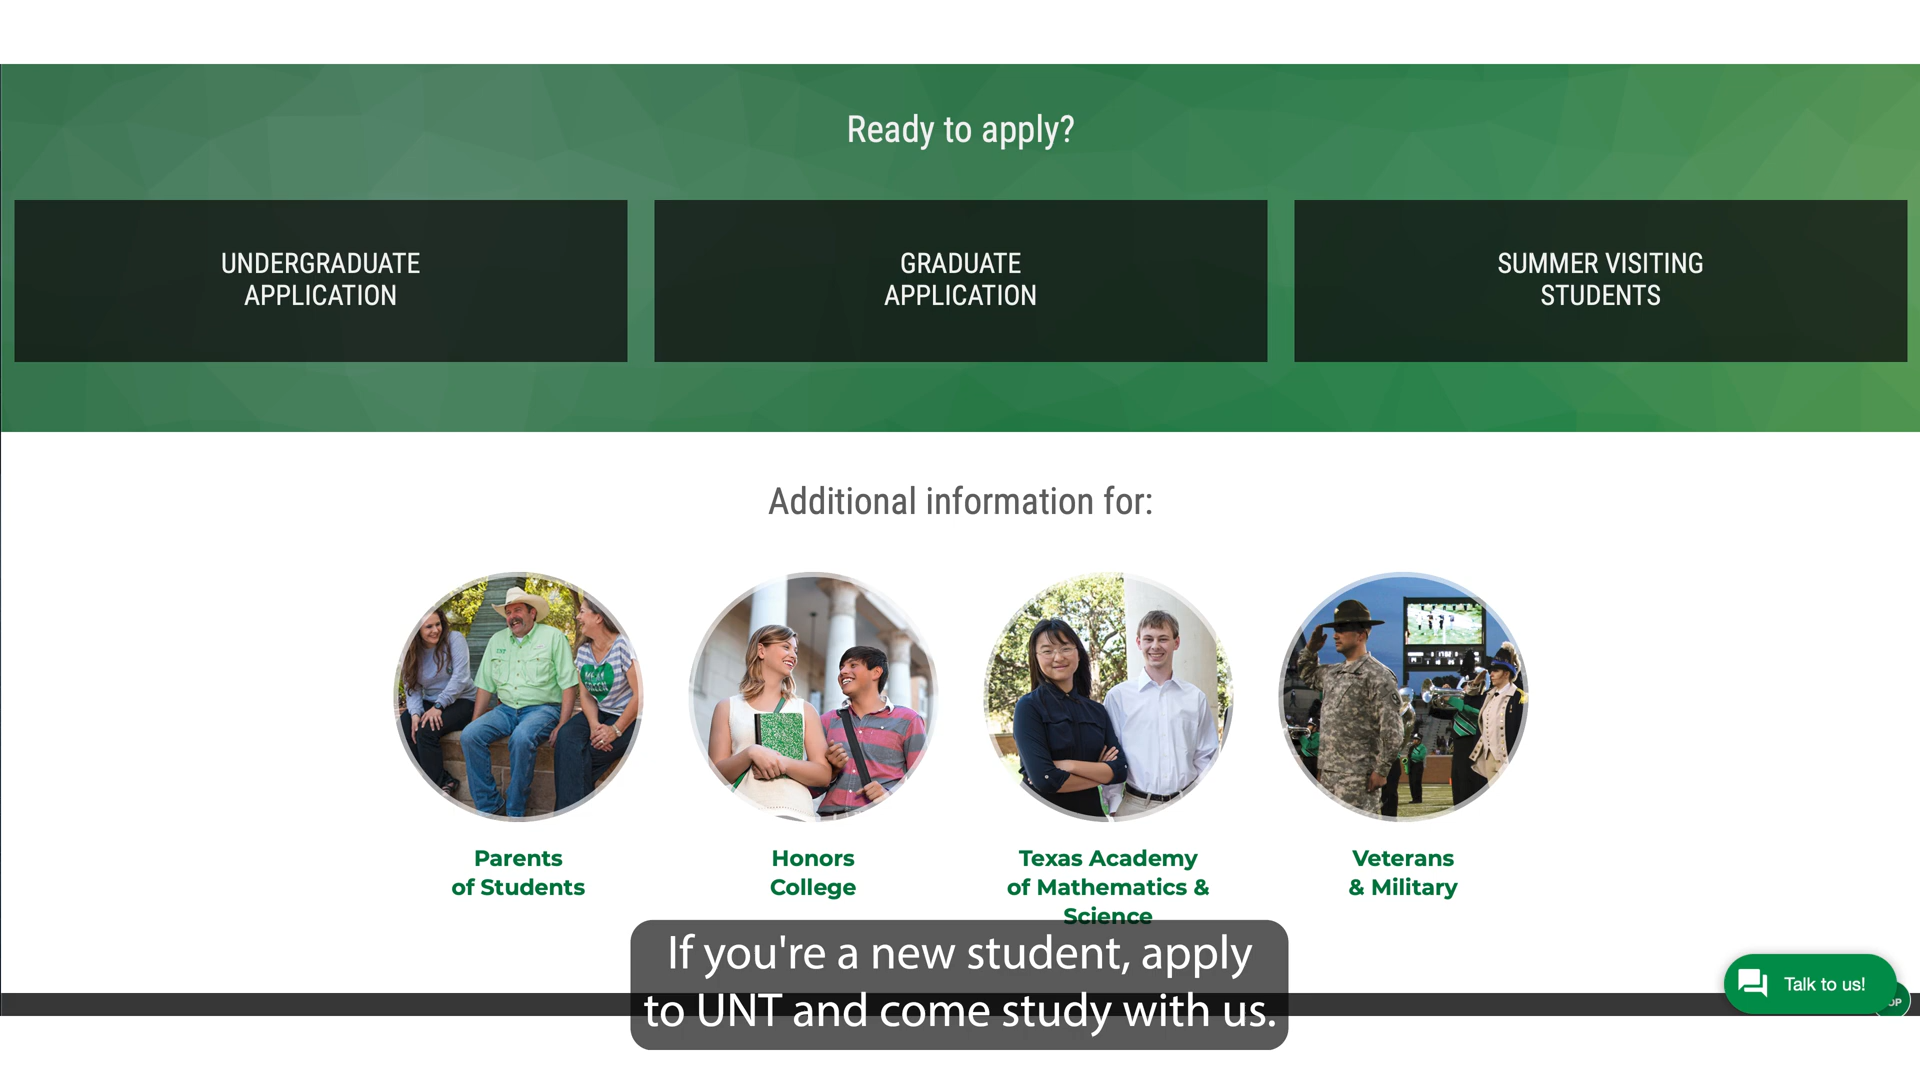 Ready to apply?
UNDERGRADUATE
APPLICATION
GRADUATE
APPLICATION
SUMMER VISITING
STUDENTS
Additional information for:
Parents
of Students
Honors
College
Texas Academy
of Mathematics &
Science
Veterans
& Military
If you're a new student, apply
to UNT and come study with us.
Talk to us!